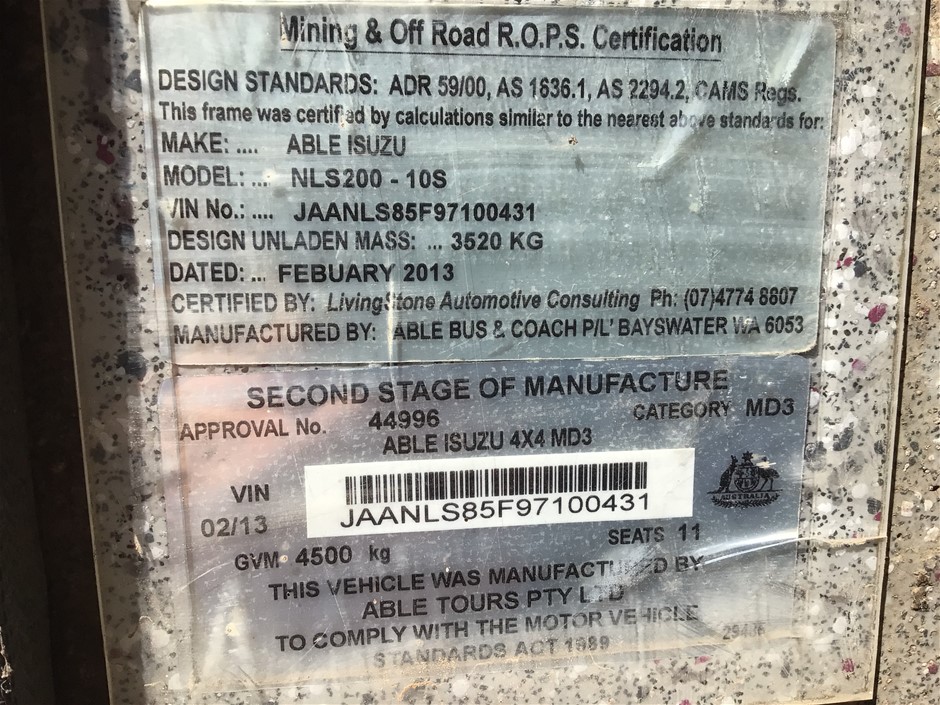 Mining & Off Road R.O.P.S. Certification
DESIGN STANDARDS: ADR 59/00, AS 1636.1, AS 2294.2, CAMS Regs.
This frame was certified by calculations similar to the nearest above standards for:
MAKE: .... ABLE ISUZU
MODEL: ... NLS200 - 10S
VIN No.: .... JAANLS85F97100431
DESIGN UNLADEN MASS: ... 3520 KG
DATED: ... FEBUARY 2013
CERTIFIED BY: LivingStone Automotive Consulting Ph: (07)4774 8807
MANUFACTURED BY: ABLE BUS & COACH P/L' BAYSWATER WA 6053
SECOND STAGE OF MANUFACTURE
APPROVAL No. 44996 CATEGORY MD3
ABLE ISUZU 4X4 MD3
VIN
JAANLS85F97100431
AUSTRALIA
02/13
SEATS 11
GVM 4500 kg
THIS VEHICLE WAS MANUFACTURED BY
ABLE TOURS PTY LTD
TO COMPLY WITH THE MOTOR VEHICLE
STANDARDS ACT 1989